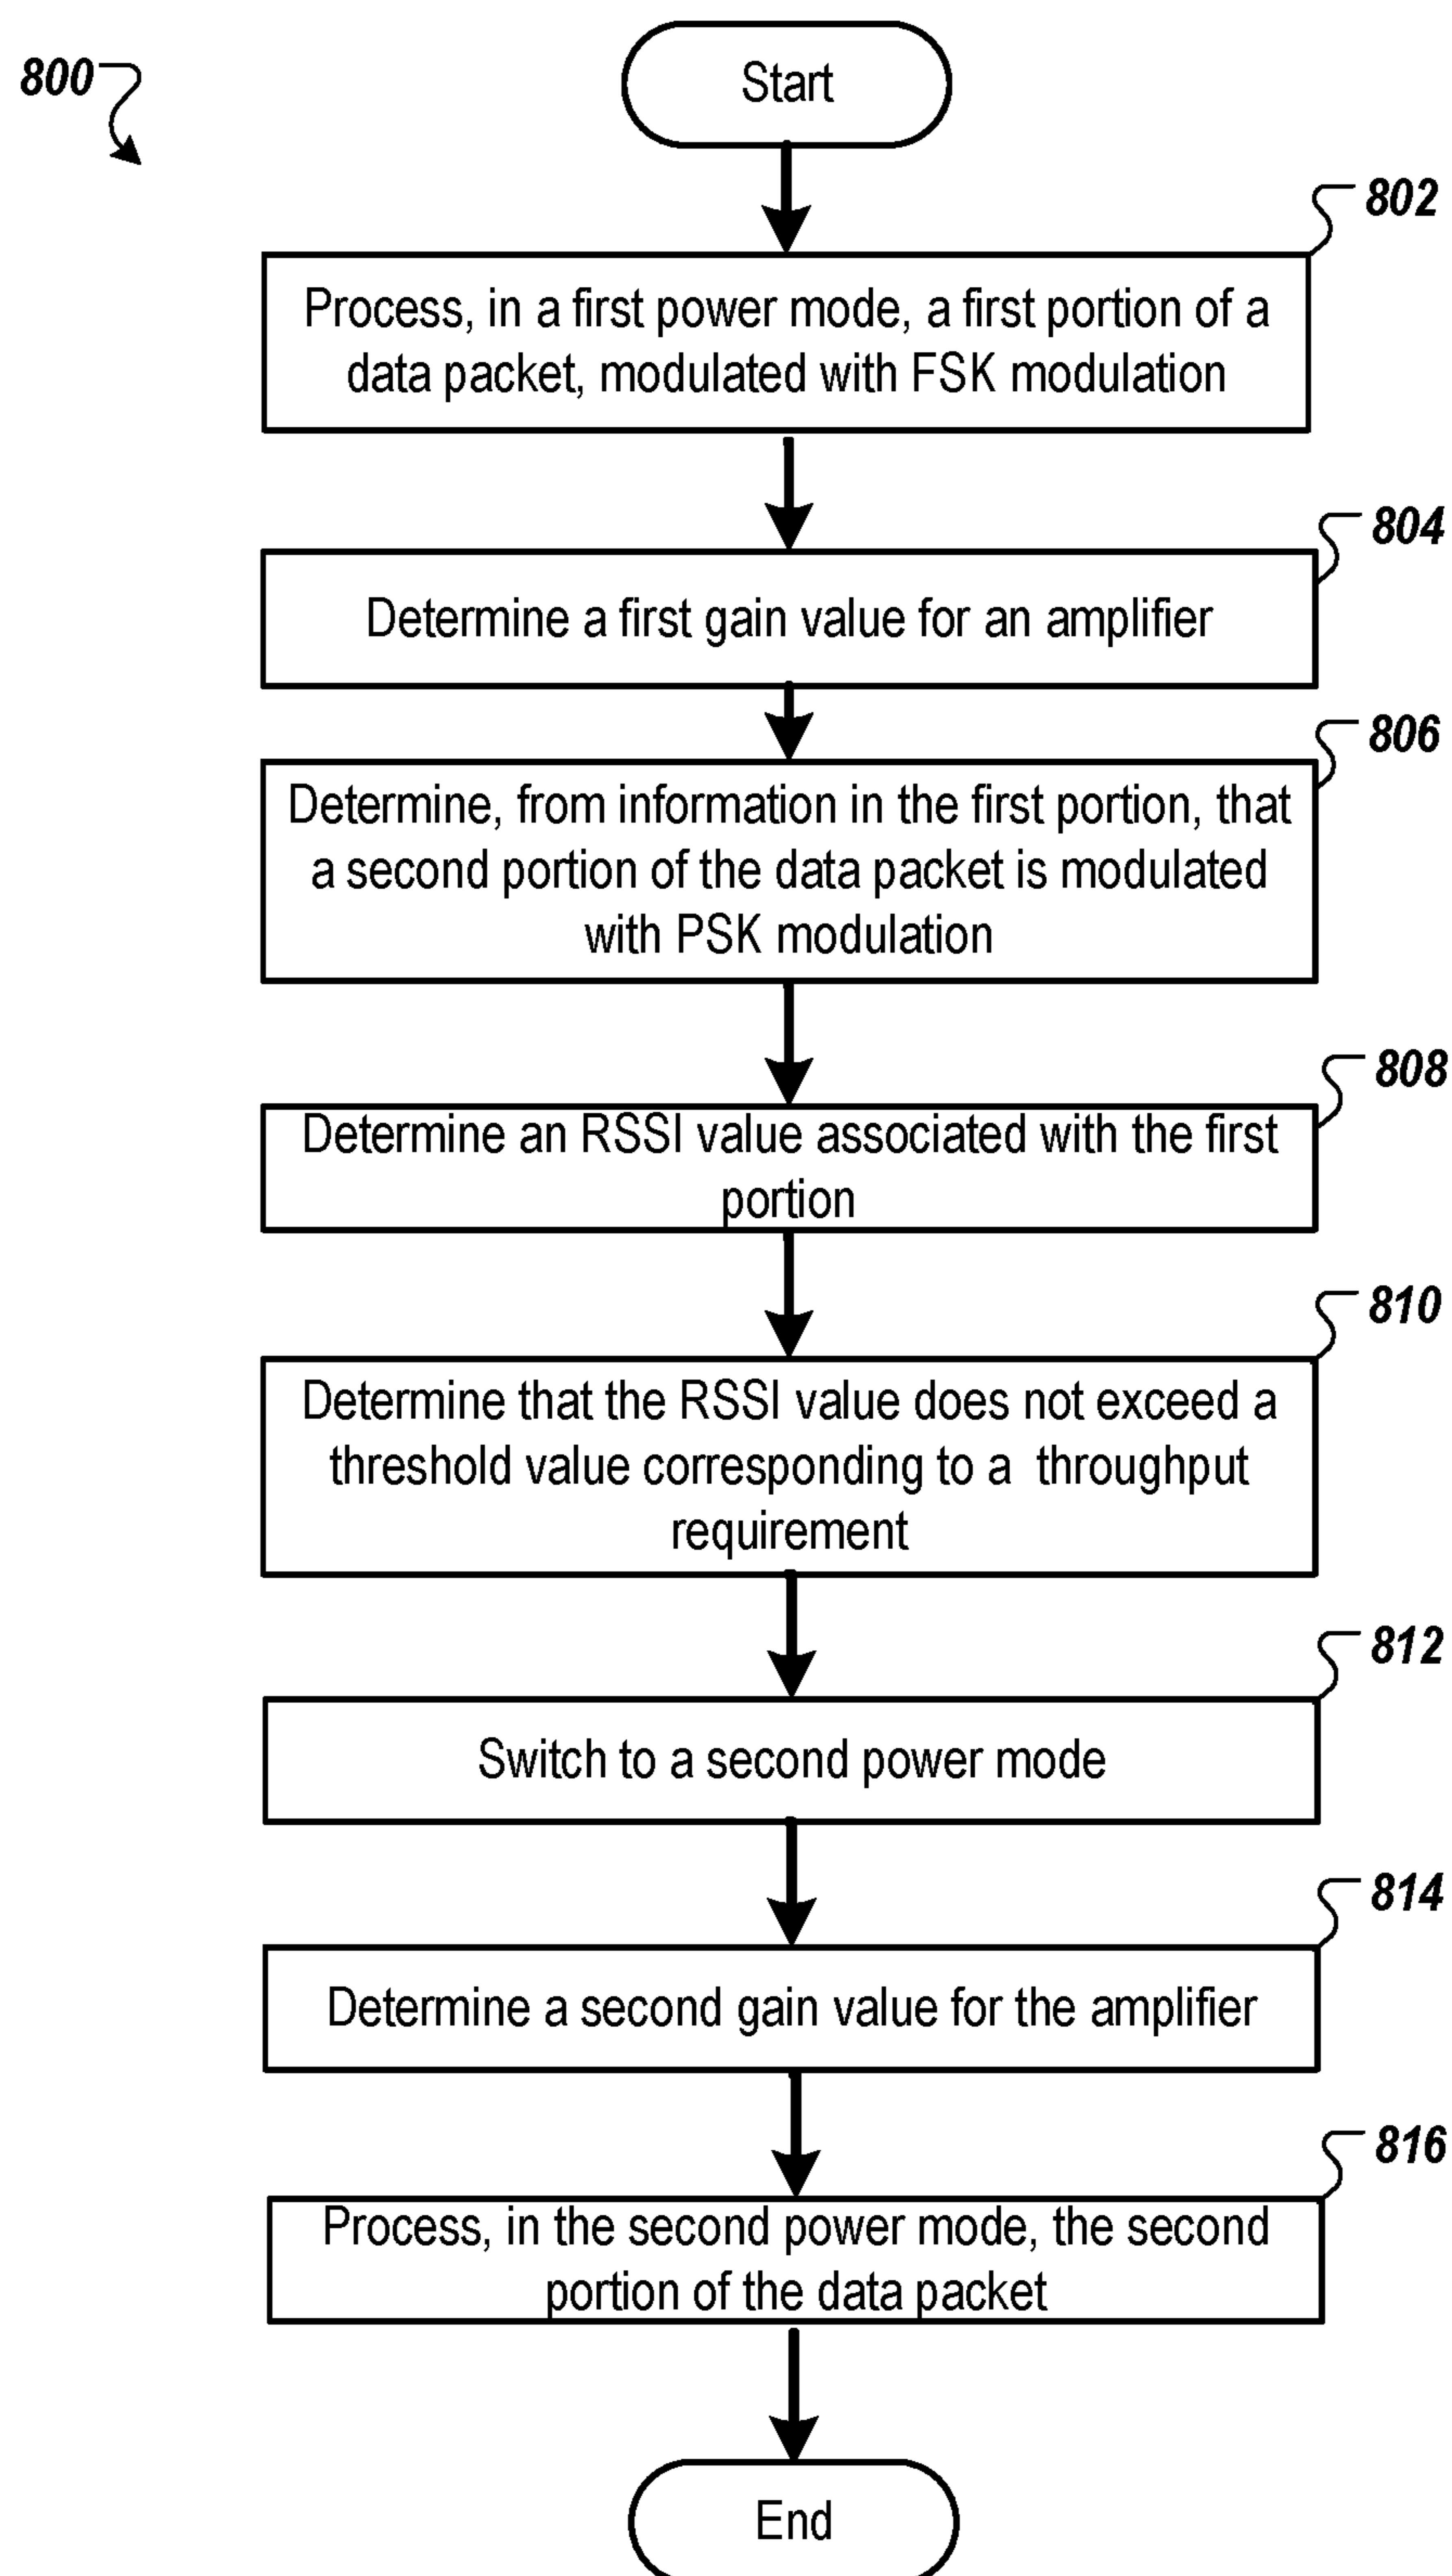 800
Start
802
Process, in a first power mode, a first portion of a
data packet, modulated with FSK modulation
804
Determine a first gain value for an amplifier
806
Determine, from information in the first portion, that
a second portion of the data packet is modulated
with PSK modulation
808
Determine an RSSI value associated with the first
portion
810
Determine that the RSSI value does not exceed a
threshold value corresponding to a throughput
requirement
812
Switch to a second power mode
814
Determine a second gain value for the amplifier
816
Process, in the second power mode, the second
portion of the data packet
End